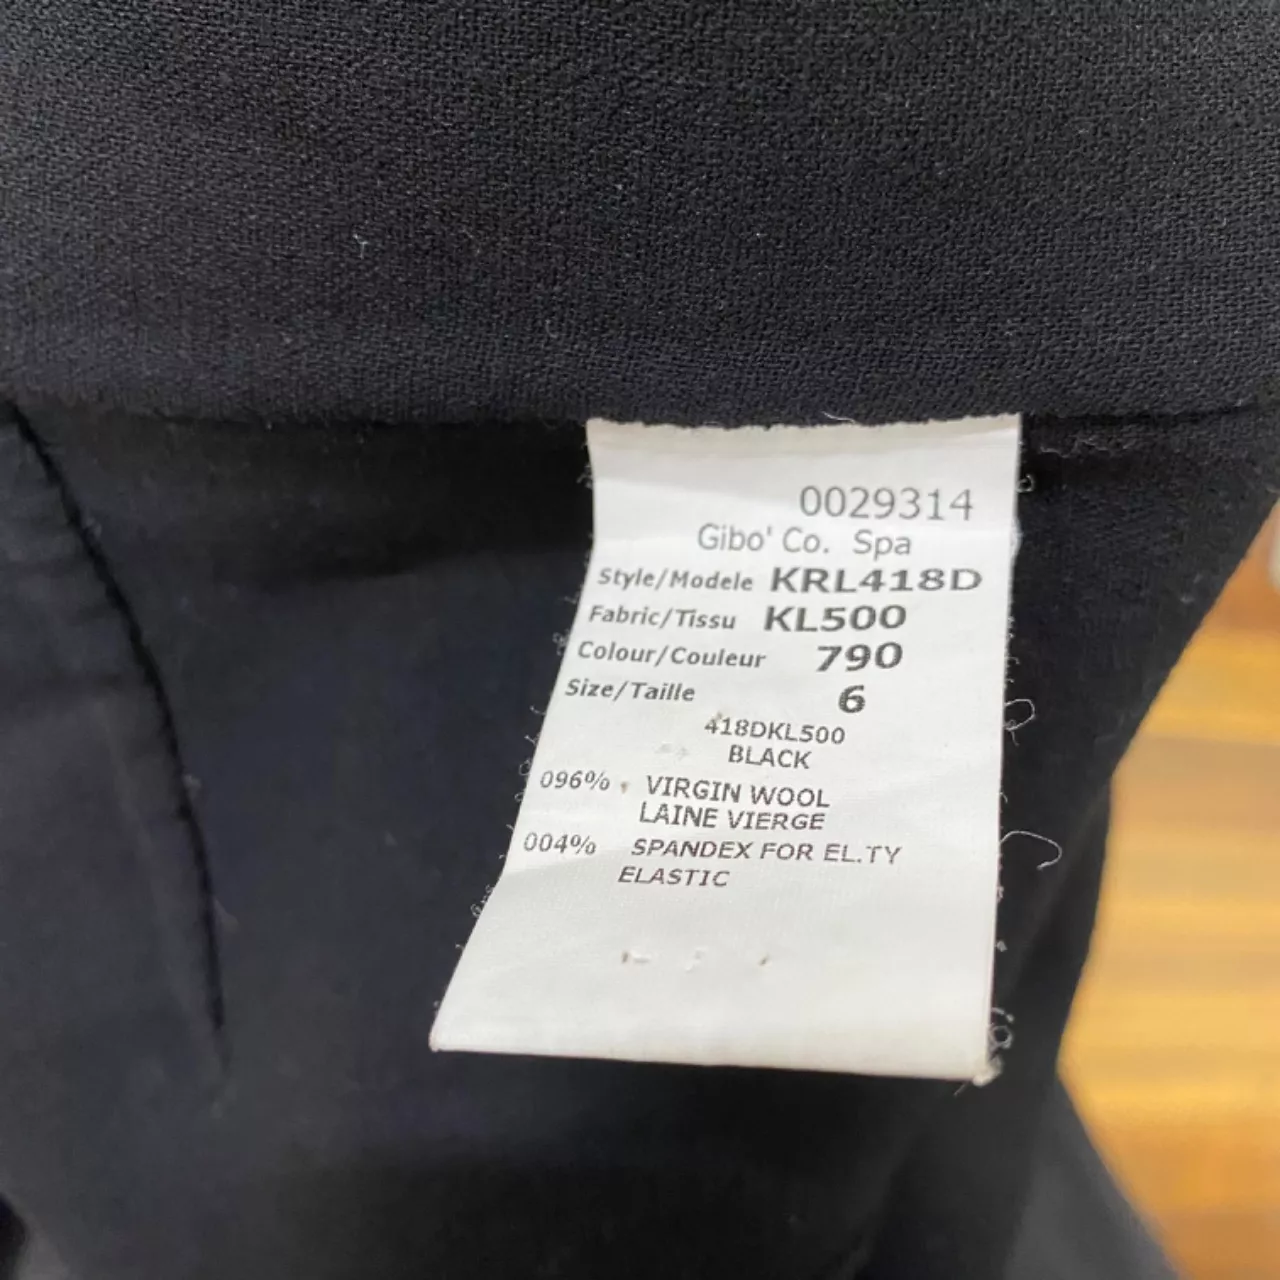 0029314
Gibo' Co. Spa
Style/Modele KRL418D
Fabric/Tissu KL500
Colour/Couleur 790
Size/Taille 6
418DKL500
BLACK
096% VIRGIN WOOL
LAINE VIERGE
004% SPANDEX FOR EL.TY
ELASTIC